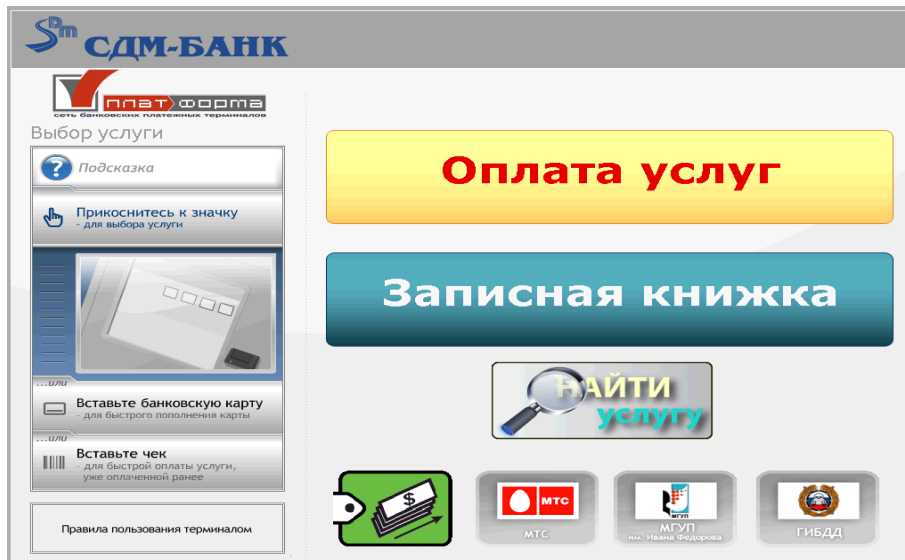 SDM
СДМ-БАНК
платформа
сеть банковских платежных терминалов
Выбор услуги
? Подсказка
Прикоснитесь к значку
- для выбора услуги
...или
Вставьте банковскую карту
- для быстрого пополнения карты
...или
Вставьте чек
- для быстрой оплаты услуги,
уже оплаченной ранее
Правила пользования терминалом
Оплата услуг
Записная книжка
НАЙТИ
услугу
$
МТС
МТС
МГУП
МГУП
им. Ивана Федорова
ГИБДД